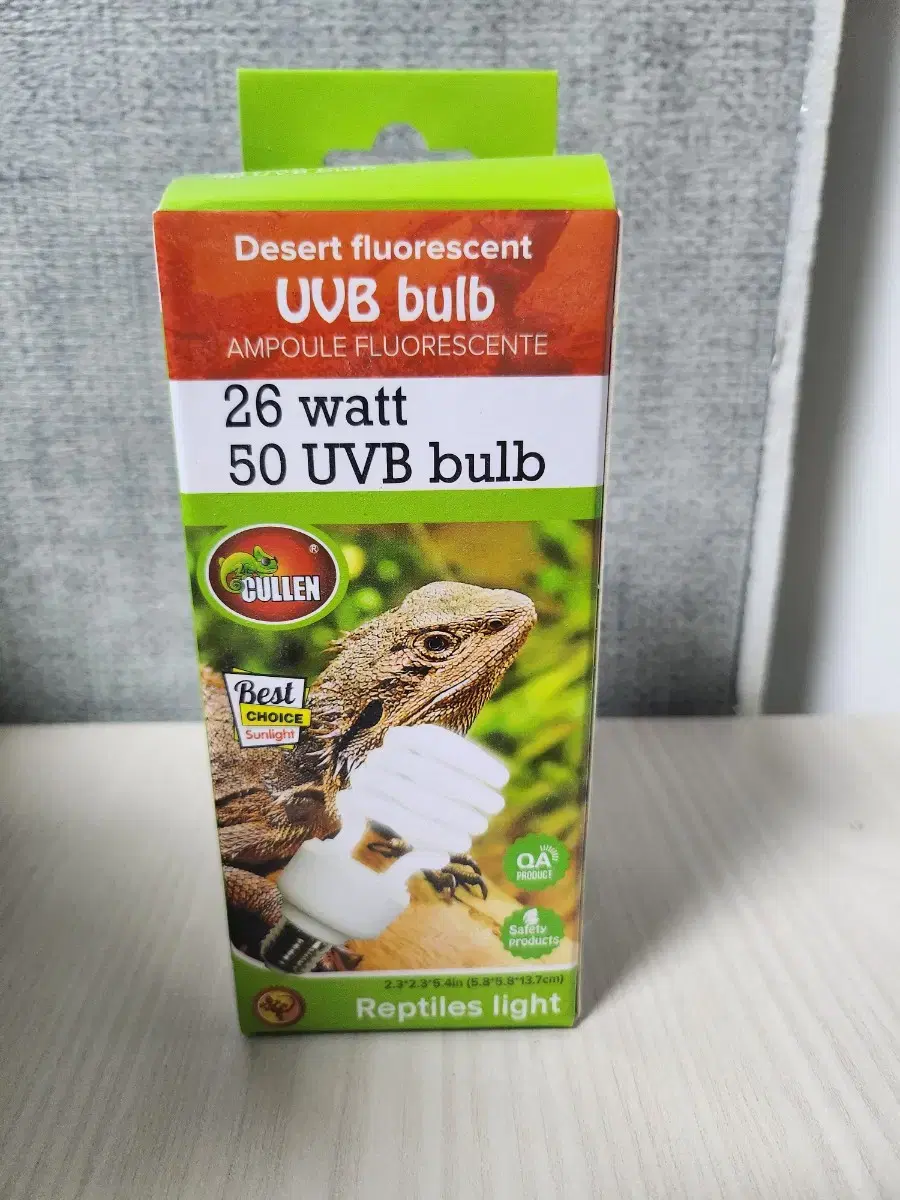 Desert fluorescent
UVB bulb
AMPOULE FLUORESCENTE
26 watt
50 UVB bulb
CULLEN
®
Best
CHOICE
Sunlight
QA
PRODUCT
Safety
products
2.3*2.3*5.4in (5.8*5.8*13.7cm)
Reptiles light